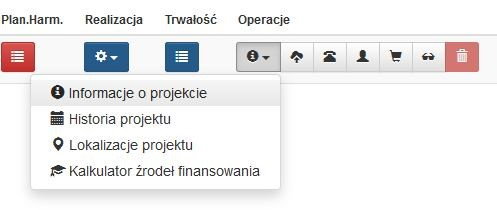 Plan.Harm. Realizacja Trwałość Operacje
Informacje o projekcie
Historia projektu
Lokalizacje projektu
Kalkulator źrodeł finansowania